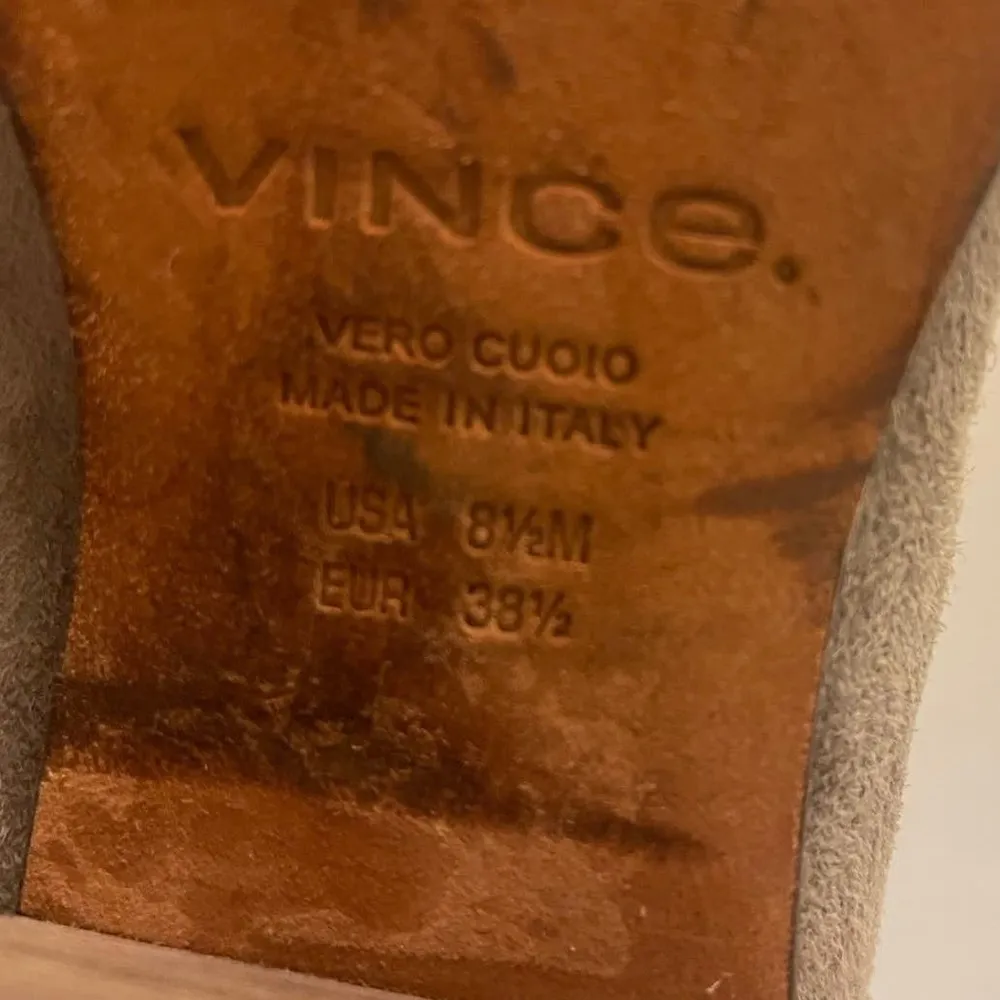 VINCE.
VERO CUOIO
MADE IN ITALY
USA 8½M
EUR 38½